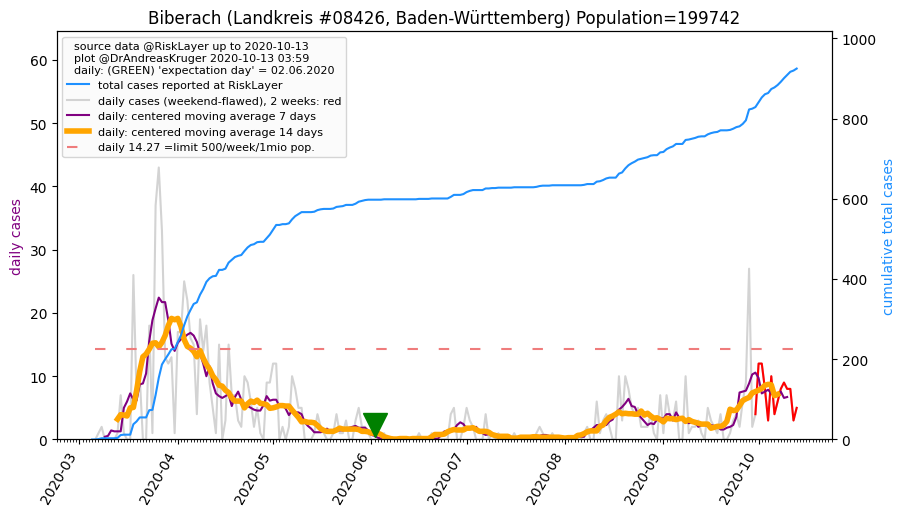 Biberach (Landkreis #08426, Baden-Württemberg) Population=199742
source data @RiskLayer up to 2020-10-13
plot @DrAndreasKruger 2020-10-13 03:59
daily: (GREEN) 'expectation day' = 02.06.2020
total cases reported at RiskLayer
daily cases (weekend-flawed), 2 weeks: red
daily: centered moving average 7 days
daily: centered moving average 14 days
daily 14.27 =limit 500/week/1mio pop.
daily cases
60
50
40
30
20
10
0
cumulative total cases
1000
800
600
400
200
0
2020-03
2020-04
2020-05
2020-06
2020-07
2020-08
2020-09
2020-10